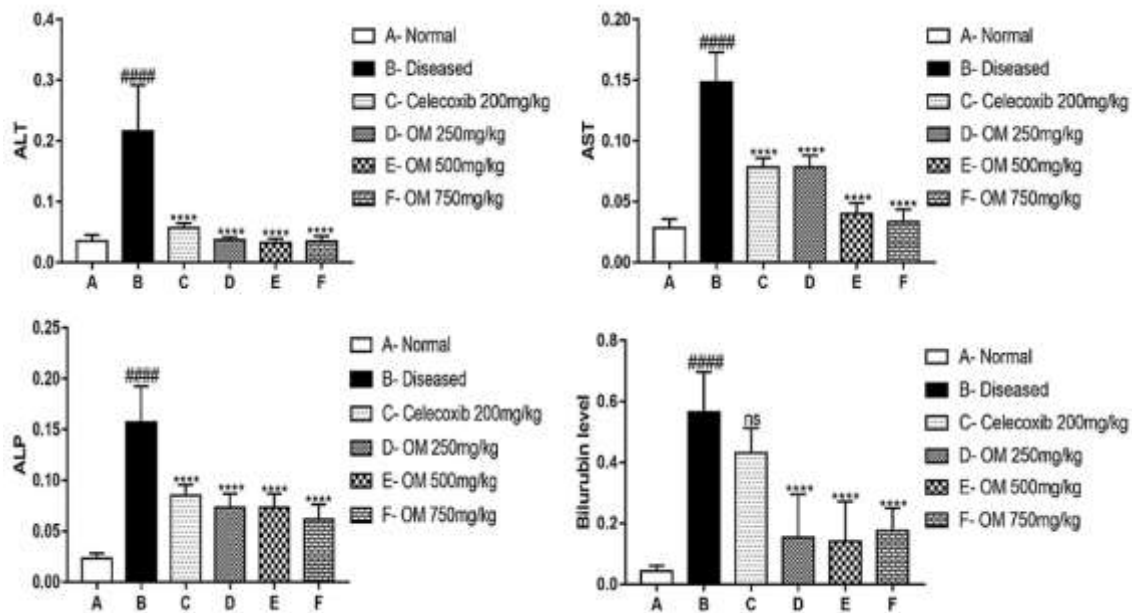 0.4
0.3
0.2
0.1
0.0
ALT
####
****
****
****
****
A B C D E F
A- Normal
B- Diseased
C- Celecoxib 200mg/kg
D- OM 250mg/kg
E- OM 500mg/kg
F- OM 750mg/kg
0.20
0.15
0.10
0.05
0.00
AST
####
****
****
****
****
A B C D E F
A- Normal
B- Diseased
C- Celecoxib 200mg/kg
D- OM 250mg/kg
E- OM 500mg/kg
F- OM 750mg/kg
0.25
0.20
0.15
0.10
0.05
0.00
ALP
####
****
****
****
****
A B C D E F
A- Normal
B- Diseased
C- Celecoxib 200mg/kg
D- OM 250mg/kg
E- OM 500mg/kg
F- OM 750mg/kg
0.8
0.6
0.4
0.2
0.0
Bilurubin level
####
ns
****
****
****
A B C D E F
A- Normal
B- Diseased
C- Celecoxib 200mg/kg
D- OM 250mg/kg
E- OM 500mg/kg
F- OM 750mg/kg